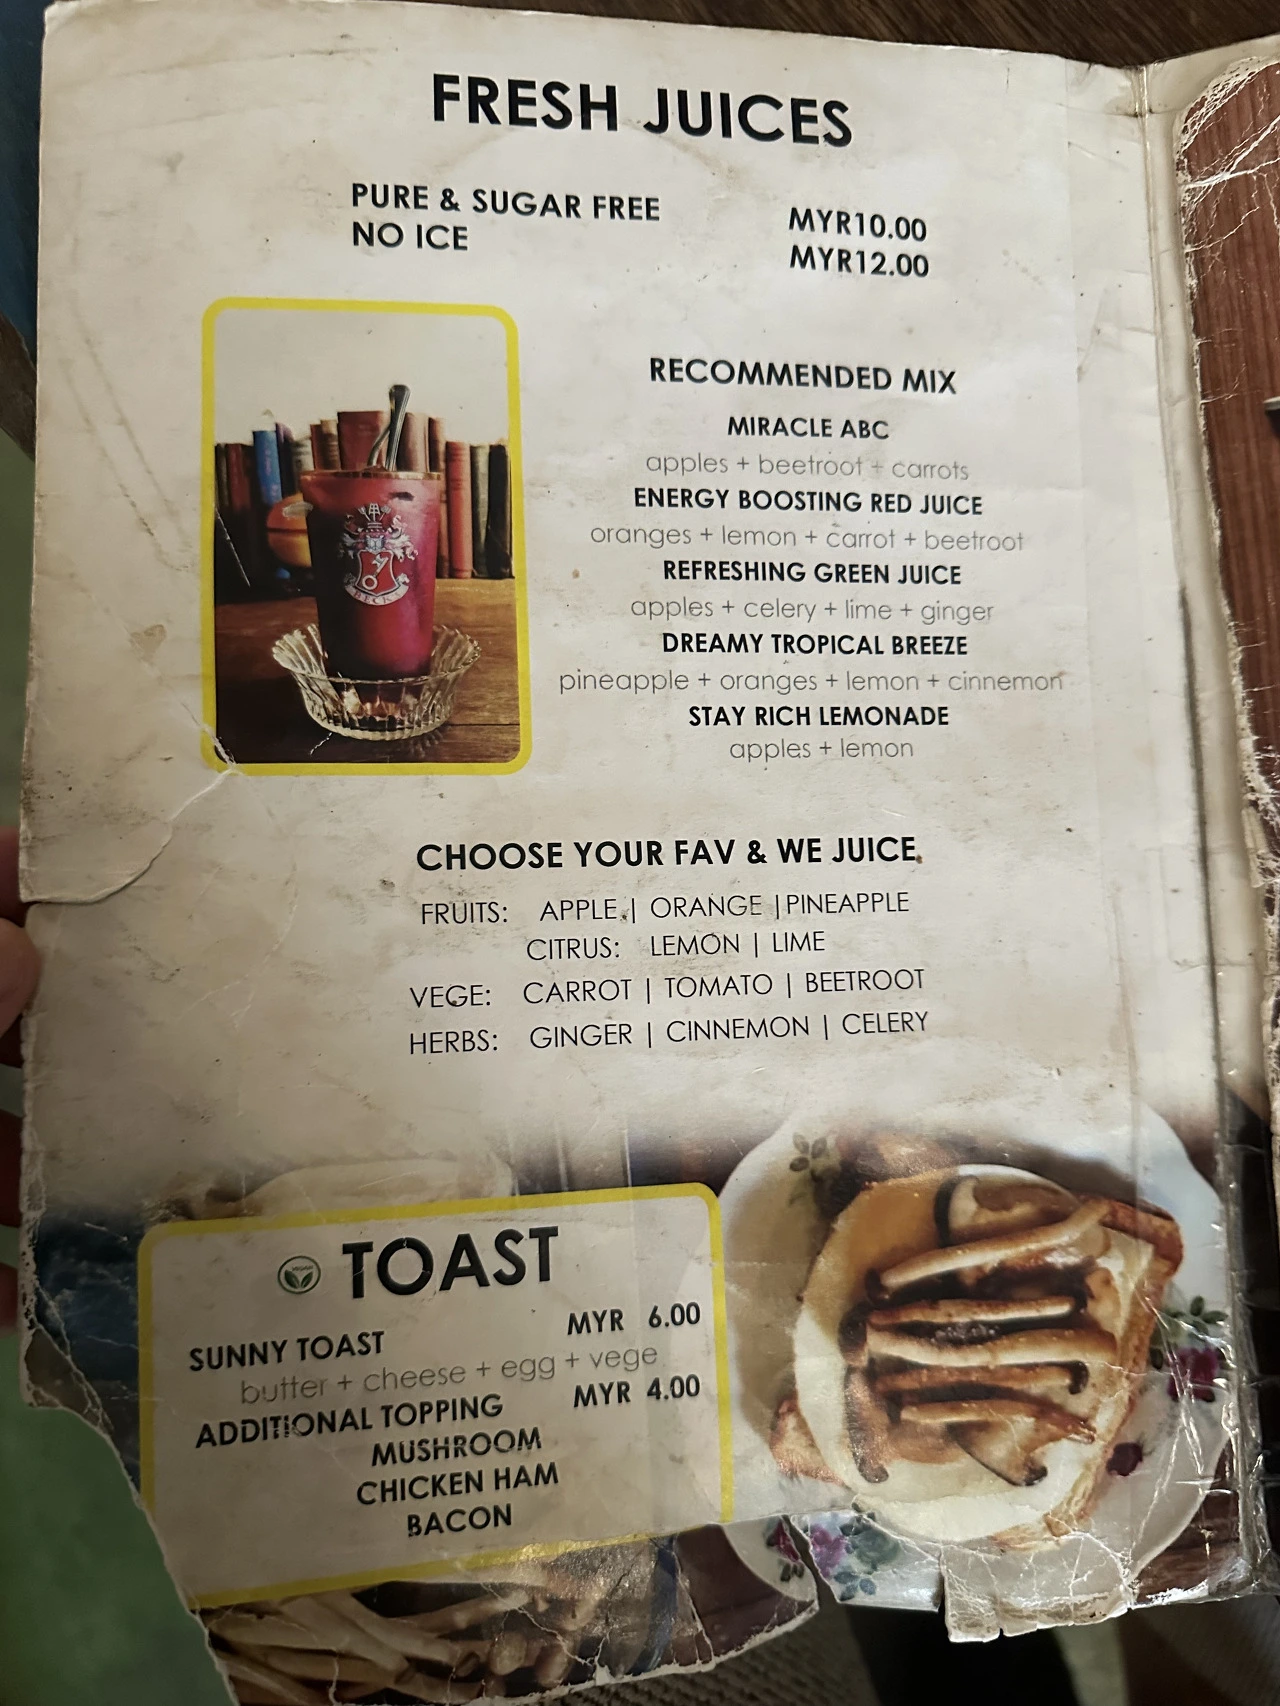 FRESH JUICES
PURE & SUGAR FREE MYR10.00
NO ICE MYR12.00
RECOMMENDED MIX
MIRACLE ABC
apples + beetroot + carrots
ENERGY BOOSTING RED JUICE
oranges + lemon + carrot + beetroot
REFRESHING GREEN JUICE
apples + celery + lime + ginger
DREAMY TROPICAL BREEZE
pineapple + oranges + lemon + cinnemon
STAY RICH LEMONADE
apples + lemon
BECK
CHOOSE YOUR FAV & WE JUICE
FRUITS: APPLE | ORANGE | PINEAPPLE
CITRUS: LEMON | LIME
VEGE: CARROT | TOMATO | BEETROOT
HERBS: GINGER | CINNEMON | CELERY
VEGAN TOAST
SUNNY TOAST MYR 6.00
butter + cheese + egg + vege
ADDITIONAL TOPPING MYR 4.00
MUSHROOM
CHICKEN HAM
BACON